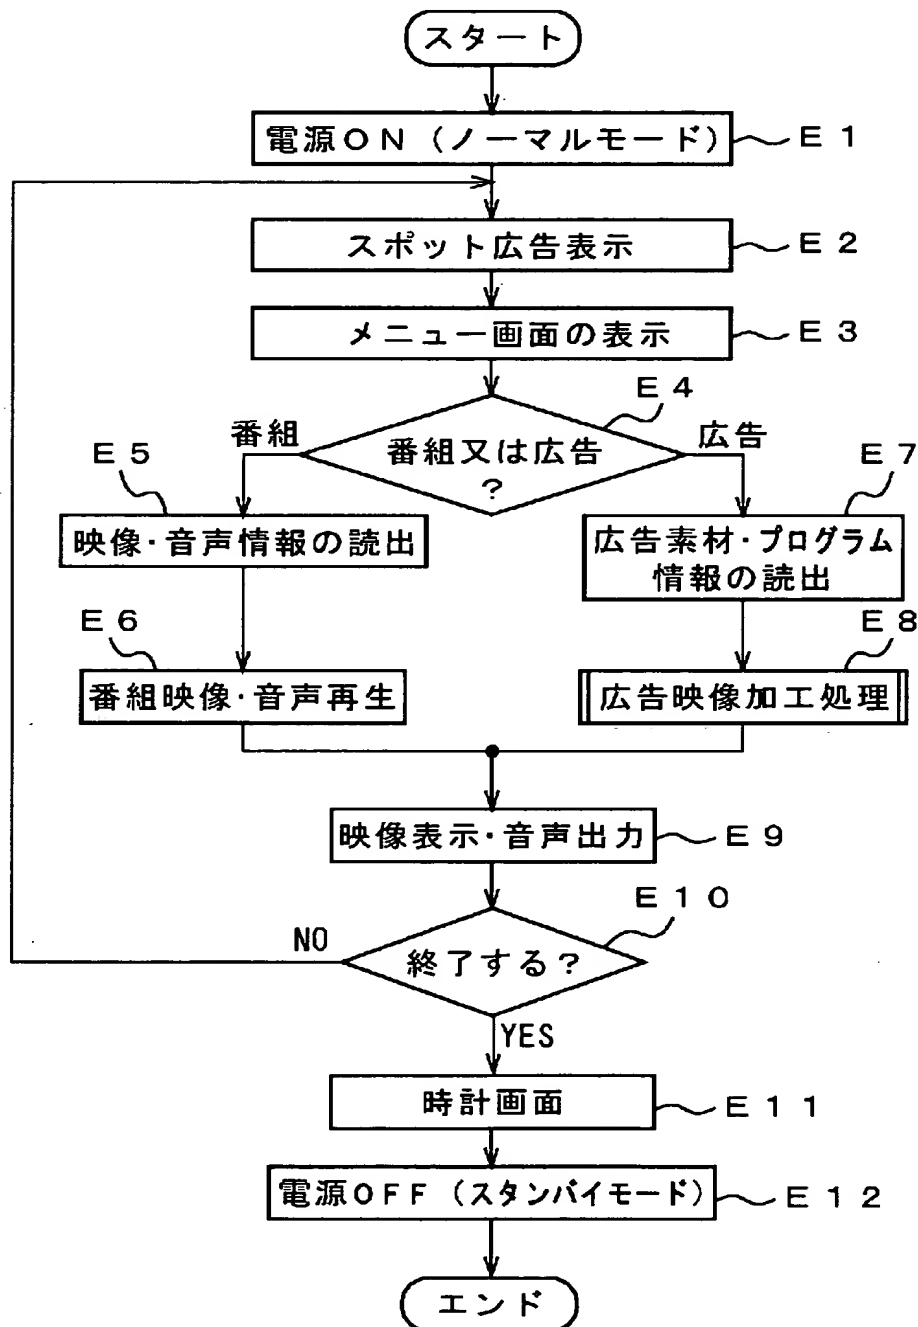 スタート
電源ON(ノーマルモード)
E1
スポット広告表示
E2
メニュー画面の表示
E3
E4
番組
番組又は広告
?
広告
E5
映像・音声情報の読出
E7
広告素材・プログラム
情報の読出
E6
番組映像・音声再生
E8
広告映像加工処理
映像表示・音声出力
E9
E10
NO
終了する?
YES
時計画面
E11
電源OFF(スタンバイモード)
E12
エンド